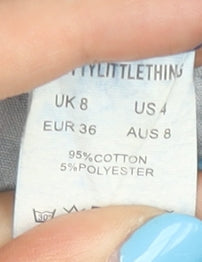 TTYLITTLETHING
UK 8 US 4
EUR 36 AUS 8
95%COTTON
5%POLYESTER